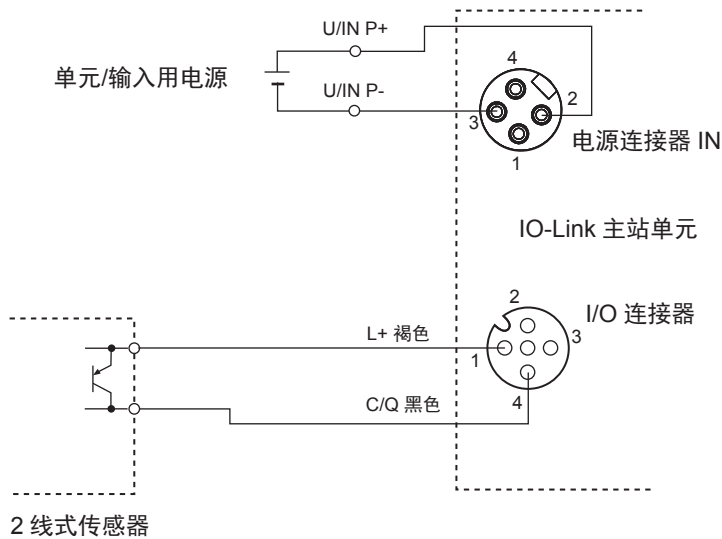 U/IN P+
单元/输入用电源
U/IN P-
4
2
3
1
电源连接器 IN
IO-Link 主站单元
I/O 连接器
2
3
L+ 褐色
1
C/Q 黑色
4
2 线式传感器